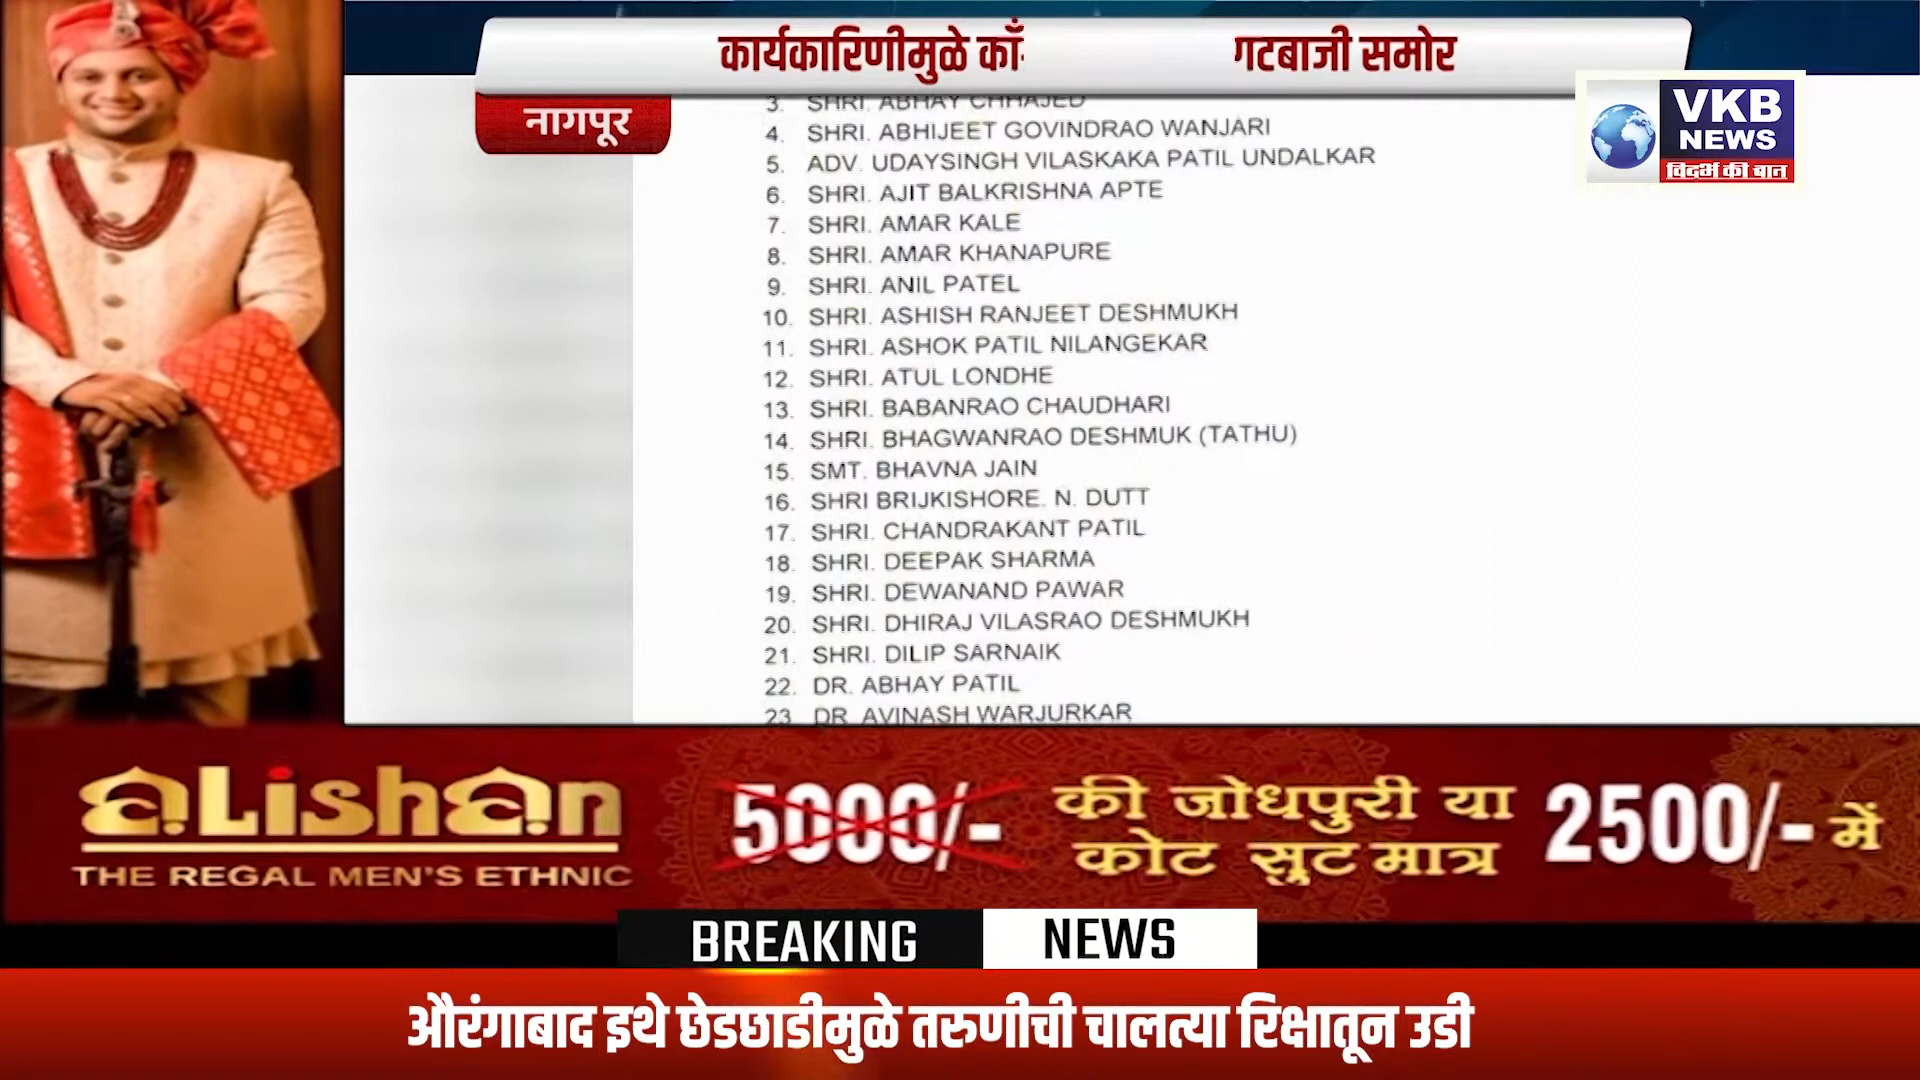 कार्यकारिणीमुळे गटबाजी समोर
नागपूर
VKB
NEWS
विदर्भ की बात
3. SHRI. ABHAY CHHAJED
4. SHRI. ABHIJEET GOVINDRAO WANJARI
5. ADV. UDAYSINGH VILASKAKA PATIL UNDALKAR
6. SHRI. AJIT BALKRISHNA APTE
7. SHRI. AMAR KALE
8. SHRI. AMAR KHANAPURE
9. SHRI. ANIL PATEL
10. SHRI. ASHISH RANJEET DESHMUKH
11. SHRI. ASHOK PATIL NILANGEKAR
12. SHRI. ATUL LONDHE
13. SHRI. BABANRAO CHAUDHARI
14. SHRI. BHAGWANRAO DESHMUK (TATHU)
15. SMT. BHAVNA JAIN
16. SHRI BRIJKISHORE. N. DUTT
17. SHRI. CHANDRAKANT PATIL
18. SHRI. DEEPAK SHARMA
19. SHRI. DEWANAND PAWAR
20. SHRI. DHIRAJ VILASRAO DESHMUKH
21. SHRI. DILIP SARNAIK
22. DR. ABHAY PATIL
23. DR. AVINASH WARJURKAR
aLishan
THE REGAL MEN'S ETHNIC
5000/- की जोधपुरी या
कोट सूट मात्र 2500/- में
BREAKING NEWS
औरंगाबाद इथे छेडछाडीमुळे तरुणीची चालत्या रिक्षातून उडी